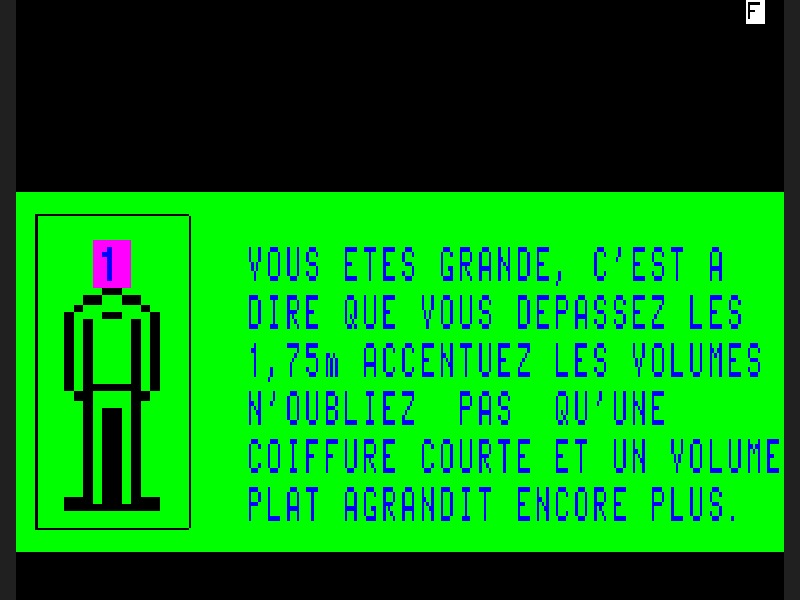 F
1
VOUS ETES GRANDE, C'EST A
DIRE QUE VOUS DEPASSEZ LES
1,75m ACCENTUEZ LES VOLUMES
N'OUBLIEZ PAS QU'UNE
COIFFURE COURTE ET UN VOLUME
PLAT AGRANDIT ENCORE PLUS.